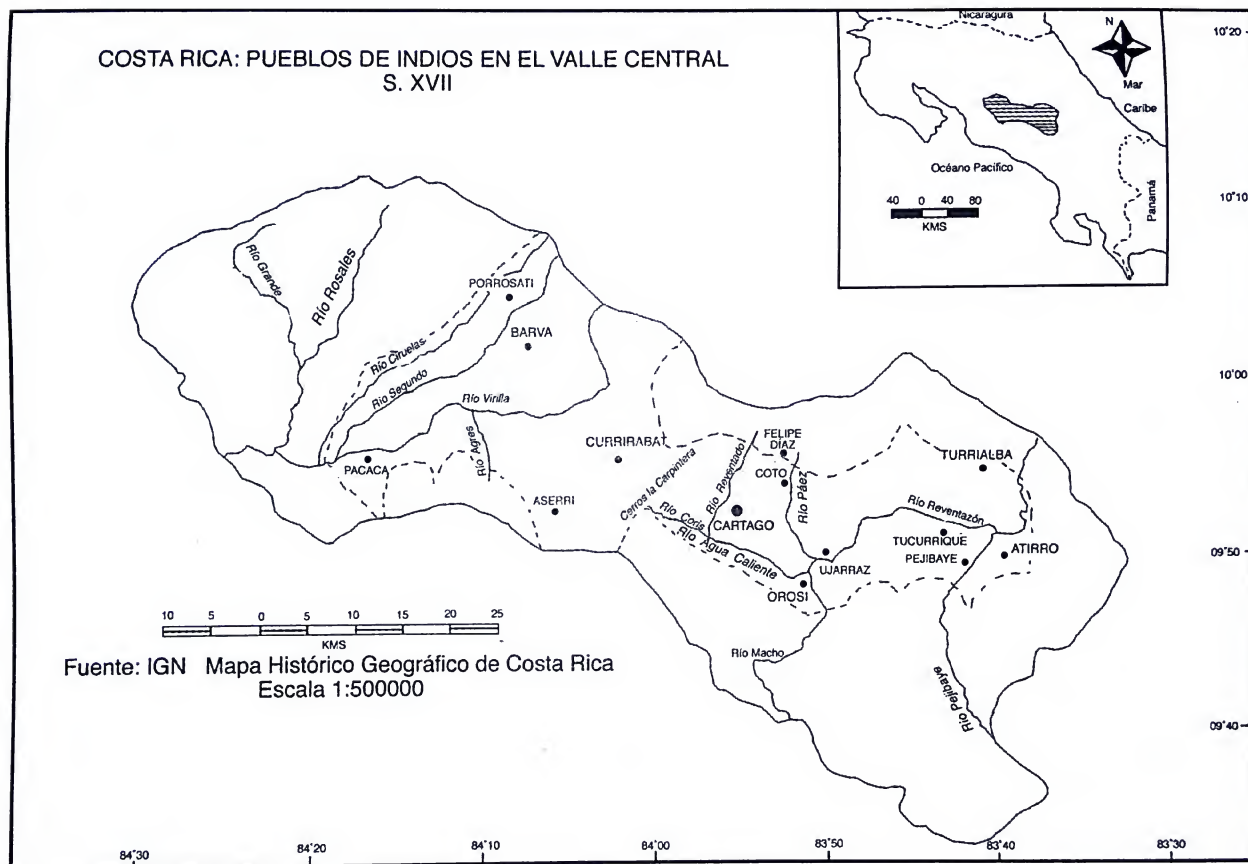 COSTA RICA: PUEBLOS DE INDIOS EN EL VALLE CENTRAL
S. XVII
Nicaragura
N
Mar
Caribe
Océano Pacífico
Panamá
40 0 40 80
KMS
10°20
10°10
10°00
09°50
09°40
Río Grande
Río Rosales
PORROSATI
BARVA
Río Ciruelas
Río Segundo
Río Virilla
PACACA
Río Agres
CURRIRABAT
ASERRI
Cerros la Carpintera
Río Reventado
FELIPE
DÍAZ
COTO
Río Páez
CARTAGO
Río Coris
Río Agua Caliente
TURRIALBA
Río Reventazón
TUCURRIQUE
PEJIBAYE
ATIRRO
UJARRAZ
OROSI
Río Macho
Río Pejibaye
10 5 0 5 10 15 20 25
KMS
Fuente: IGN Mapa Histórico Geográfico de Costa Rica
Escala 1:500000
84°30 84°20 84°10 84°00 83°50 83°40 83°30